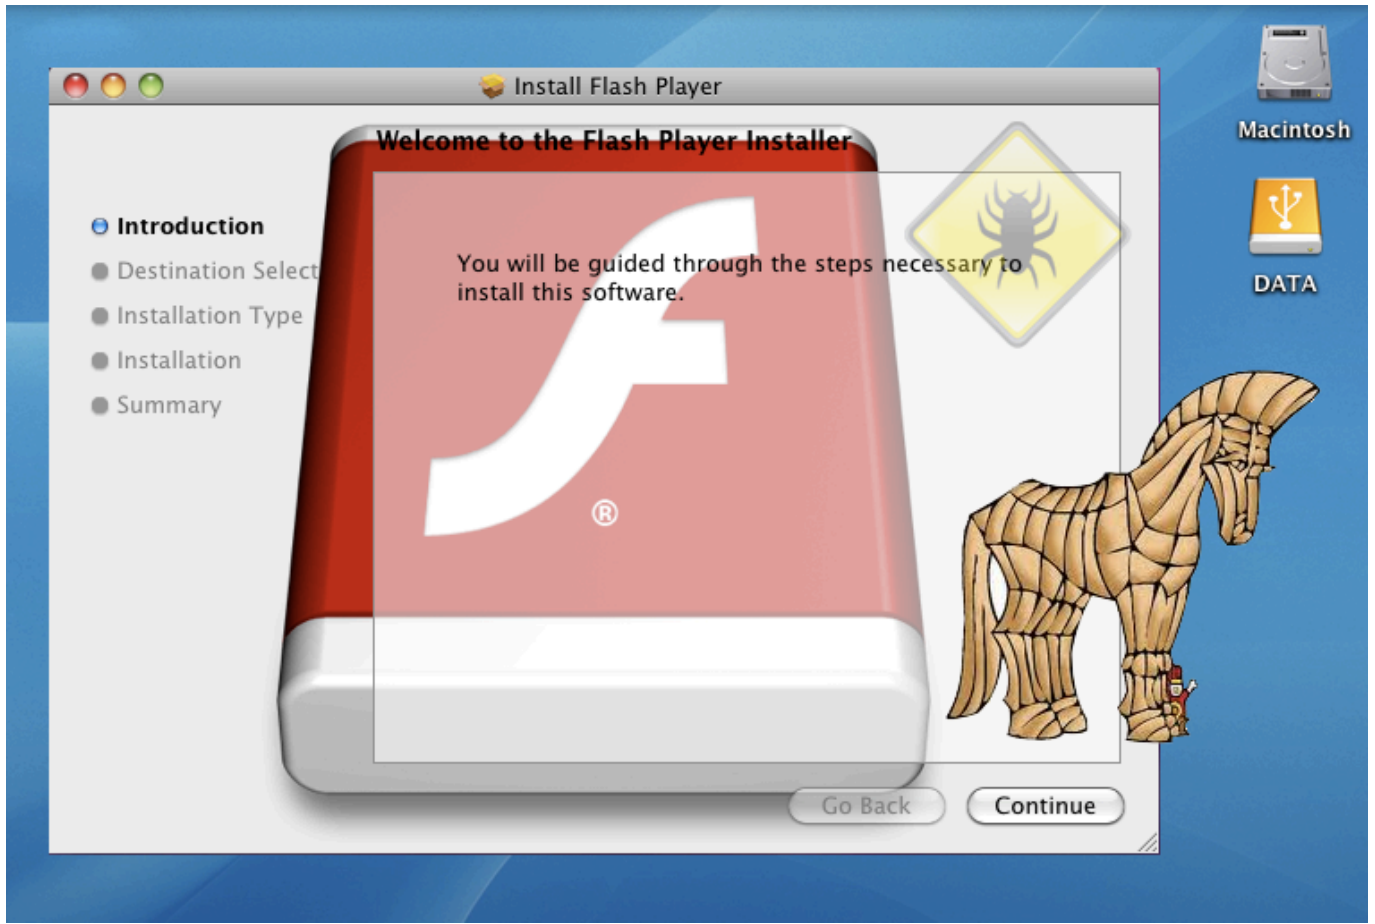 Install Flash Player
Macintosh
Welcome to the Flash Player Installer
Introduction
Destination Select
Installation Type
Installation
Summary
You will be guided through the steps necessary to
install this software.
DATA
®
Go Back
Continue